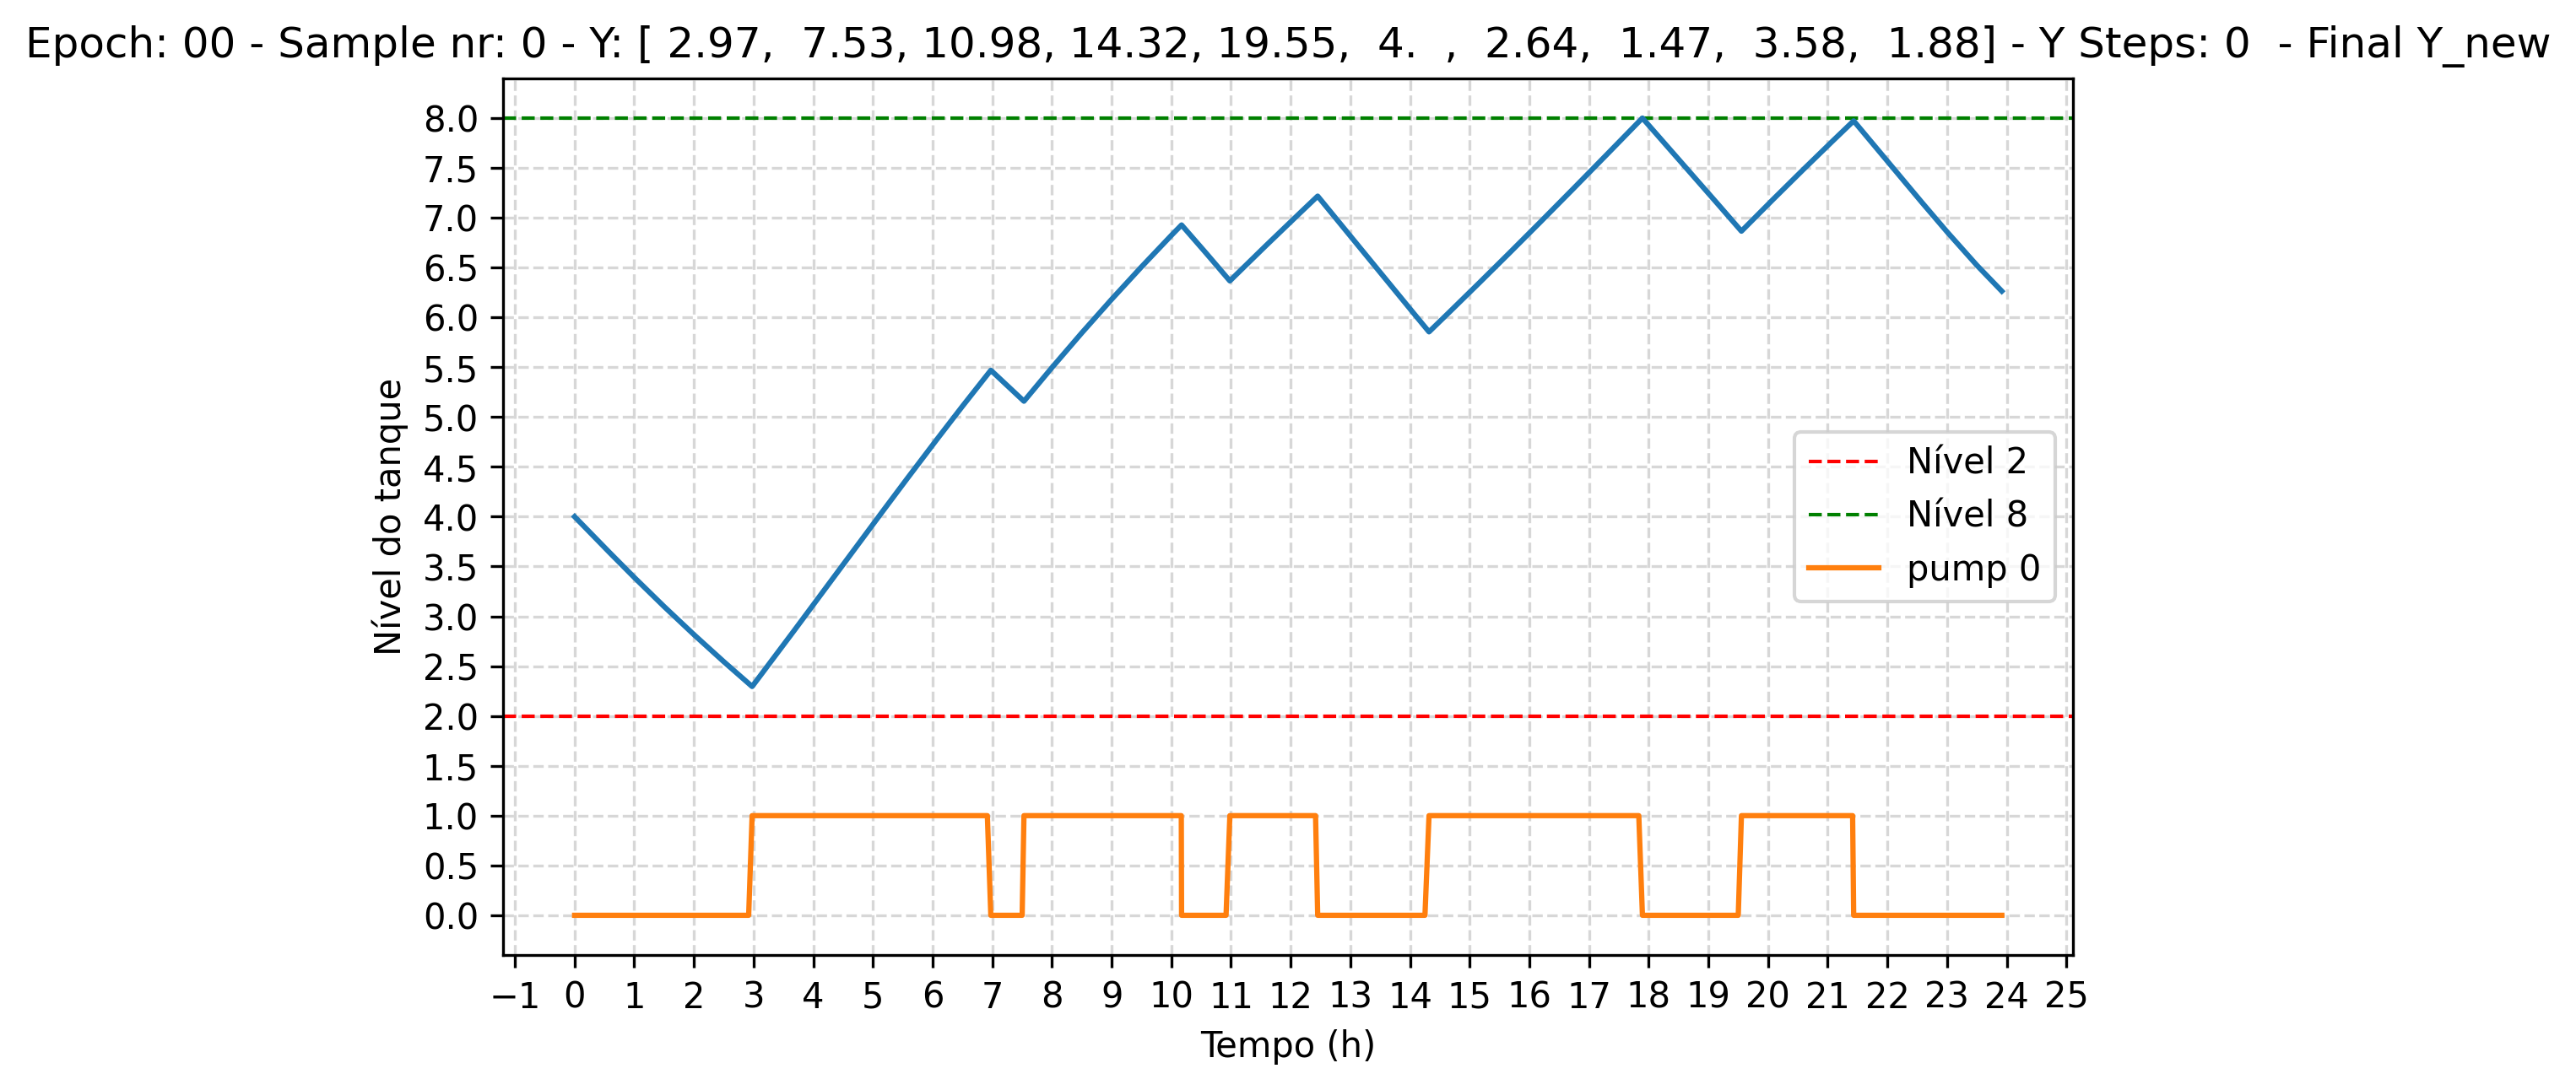 Epoch: 00 - Sample nr: 0 - Y: [ 2.97,  7.53, 10.98, 14.32, 19.55,  4.  ,  2.64,  1.47,  3.58,  1.88] - Y Steps: 0  - Final Y_new
8.0
7.5
7.0
6.5
6.0
5.5
5.0
4.5
4.0
3.5
3.0
2.5
2.0
1.5
1.0
0.5
0.0
Nível do tanque
Nível 2
Nível 8
pump 0
−1 0 1 2 3 4 5 6 7 8 9 10 11 12 13 14 15 16 17 18 19 20 21 22 23 24 25
Tempo (h)